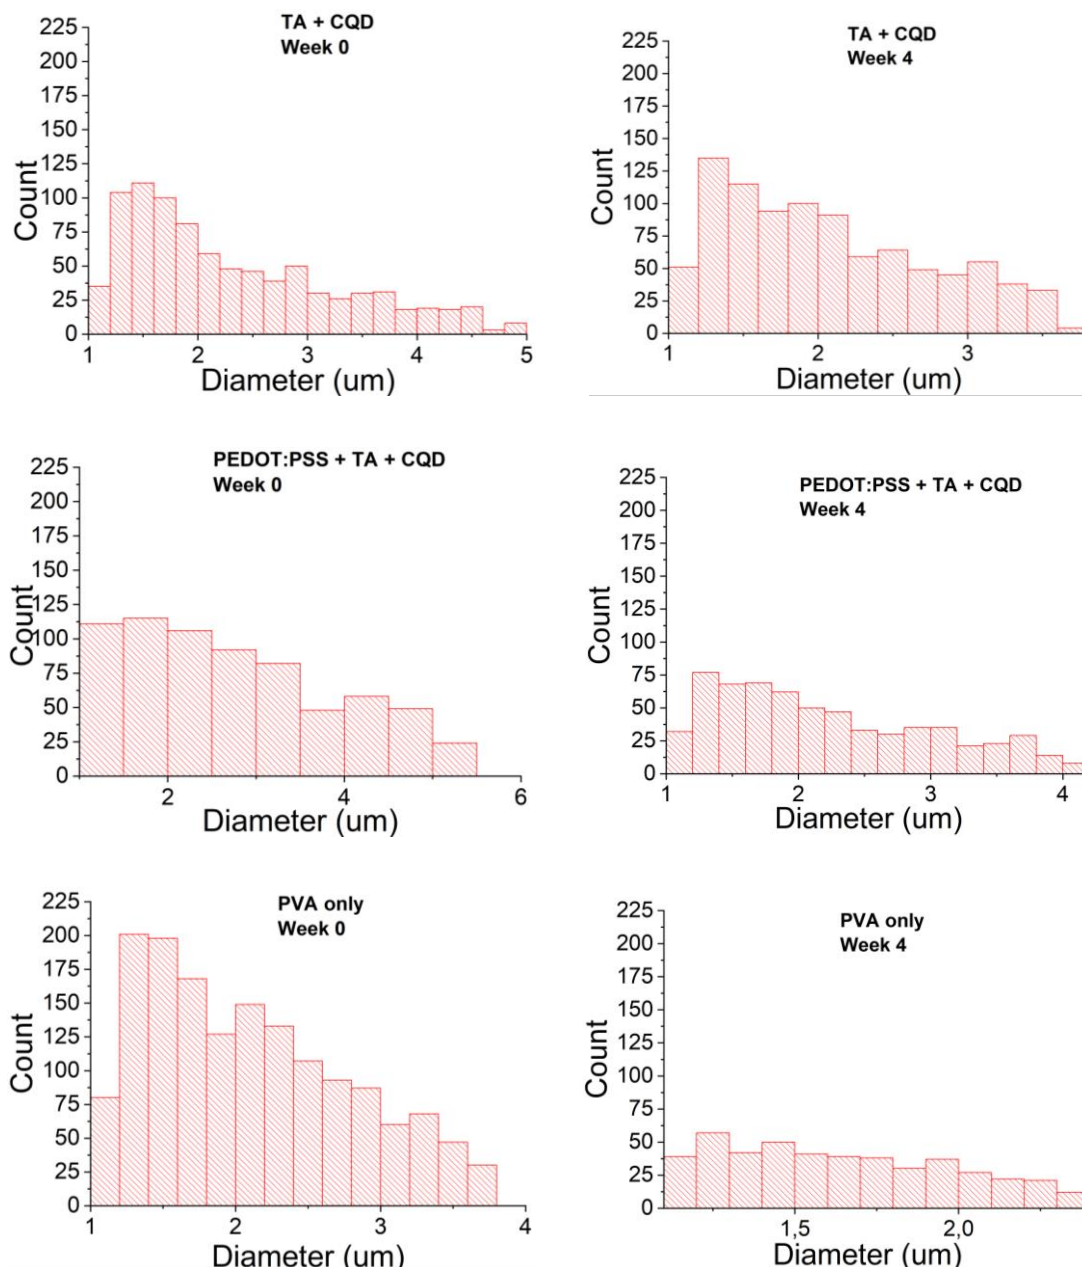 TA + CQD
Week 0
225
200
175
150
125
100
75
50
25
0
Count
1 2 3 4 5
Diameter (um)
TA + CQD
Week 4
225
200
175
150
125
100
75
50
25
0
Count
1 2 3
Diameter (um)
PEDOT:PSS + TA + CQD
Week 0
225
200
175
150
125
100
75
50
25
0
Count
2 4 6
Diameter (um)
PEDOT:PSS + TA + CQD
Week 4
225
200
175
150
125
100
75
50
25
0
Count
1 2 3 4
Diameter (um)
PVA only
Week 0
225
200
175
150
125
100
75
50
25
0
Count
1 2 3 4
Diameter (um)
PVA only
Week 4
225
200
175
150
125
100
75
50
25
0
Count
1,5 2,0
Diameter (um)